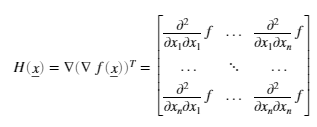 H(x̲) = ∇(∇ f(x̲))ᵀ = [ ∂²/∂x₁∂x₁ f … ∂²/∂x₁∂xₙ f
… ⋱ …
∂²/∂xₙ∂x₁ f … ∂²/∂xₙ∂xₙ f ]